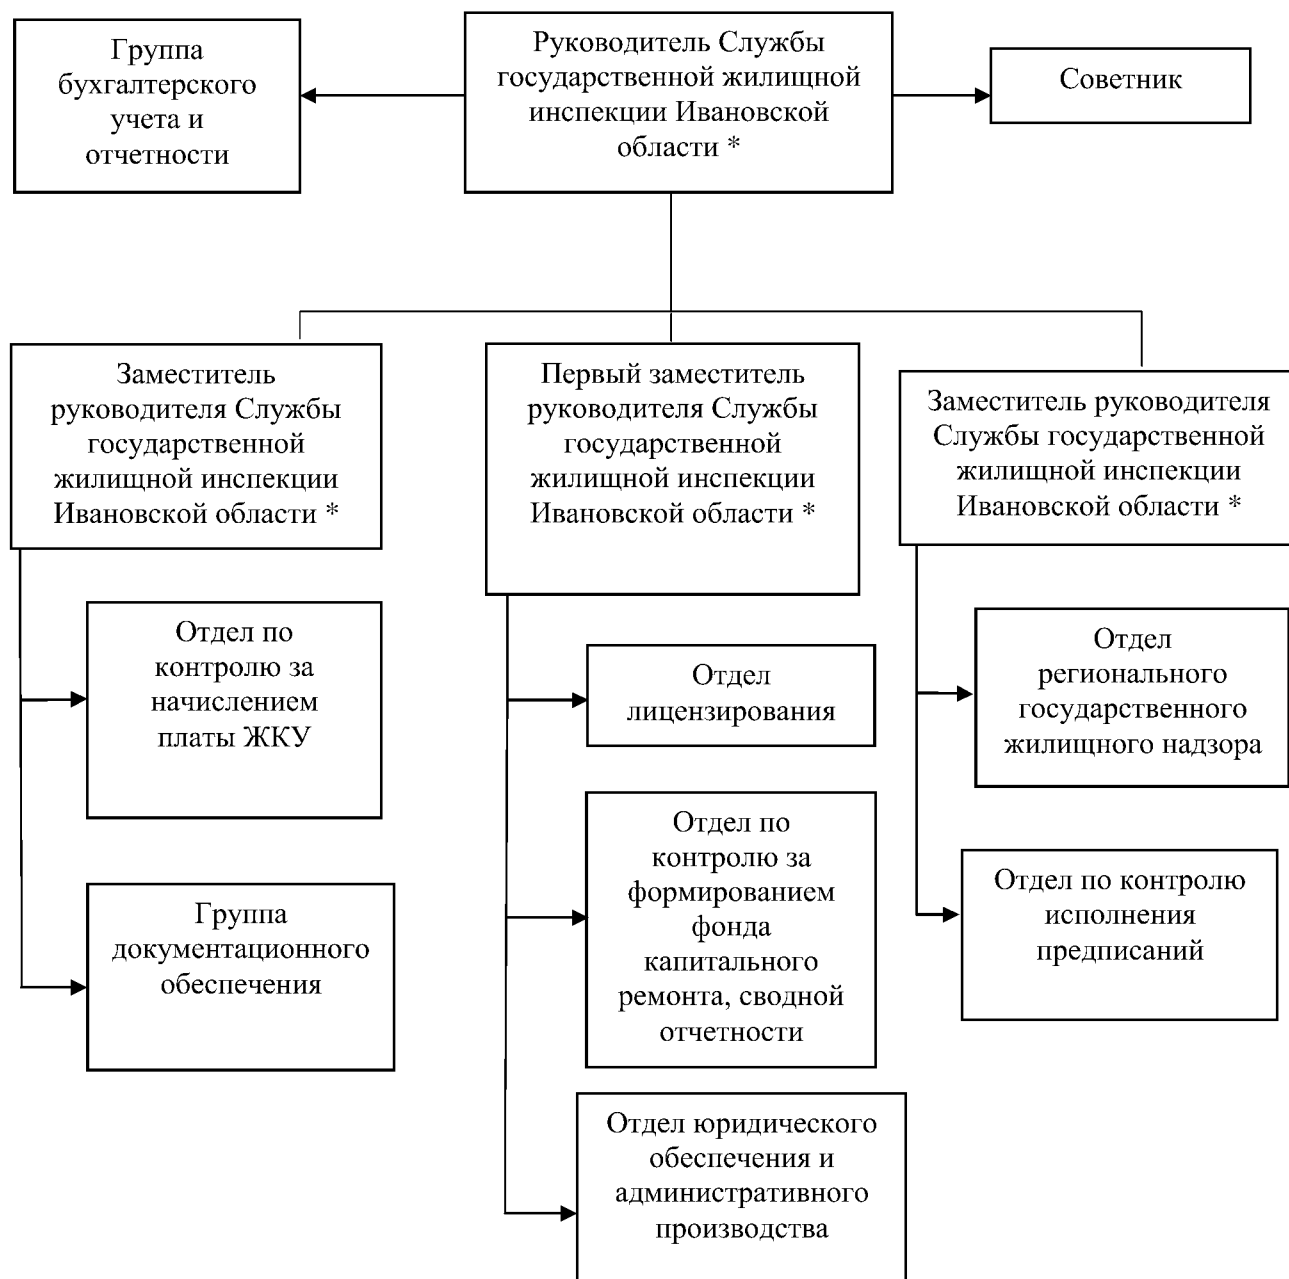 Группа
бухгалтерского
учета и
отчетности
Руководитель Службы
государственной жилищной
инспекции Ивановской
области *
Советник
Заместитель
руководителя Службы
государственной
жилищной инспекции
Ивановской области *
Первый заместитель
руководителя Службы
государственной
жилищной инспекции
Ивановской области *
Заместитель руководителя
Службы государственной
жилищной инспекции
Ивановской области *
Отдел по
контролю за
начислением
платы ЖКУ
Группа
документационного
обеспечения
Отдел
лицензирования
Отдел по
контролю за
формированием
фонда
капитального
ремонта, сводной
отчетности
Отдел юридического
обеспечения и
административного
производства
Отдел
регионального
государственного
жилищного надзора
Отдел по контролю
исполнения
предписаний